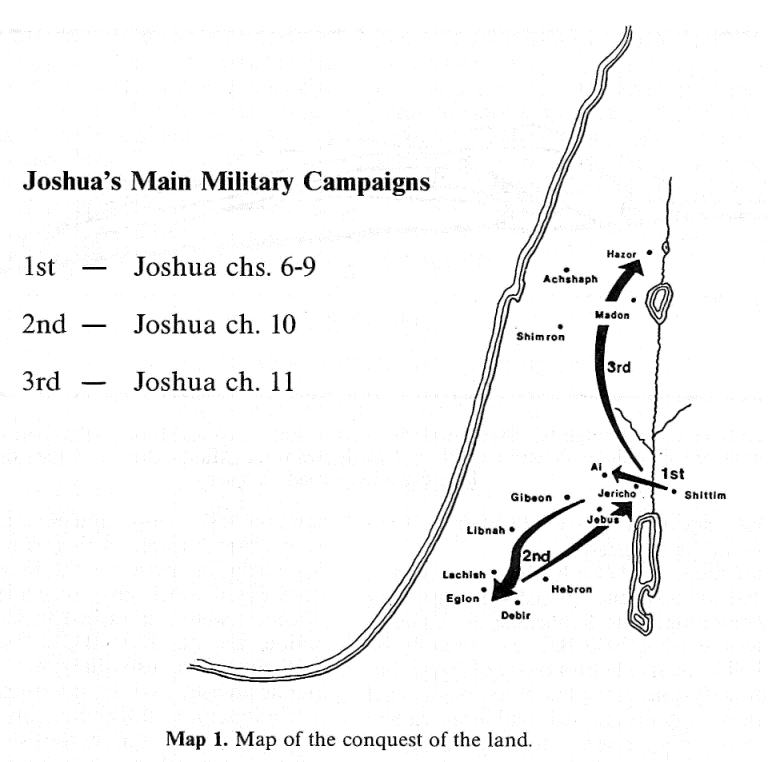 Joshua's Main Military Campaigns
1st — Joshua chs. 6-9
2nd — Joshua ch. 10
3rd — Joshua ch. 11
Hazor
Achshaph
Madon
Shimron
3rd
Ai
1st
Jericho
Shittim
Gibeon
Jebus
Libnah
2nd
Lachish
Hebron
Eglon
Debir
Map 1. Map of the conquest of the land.